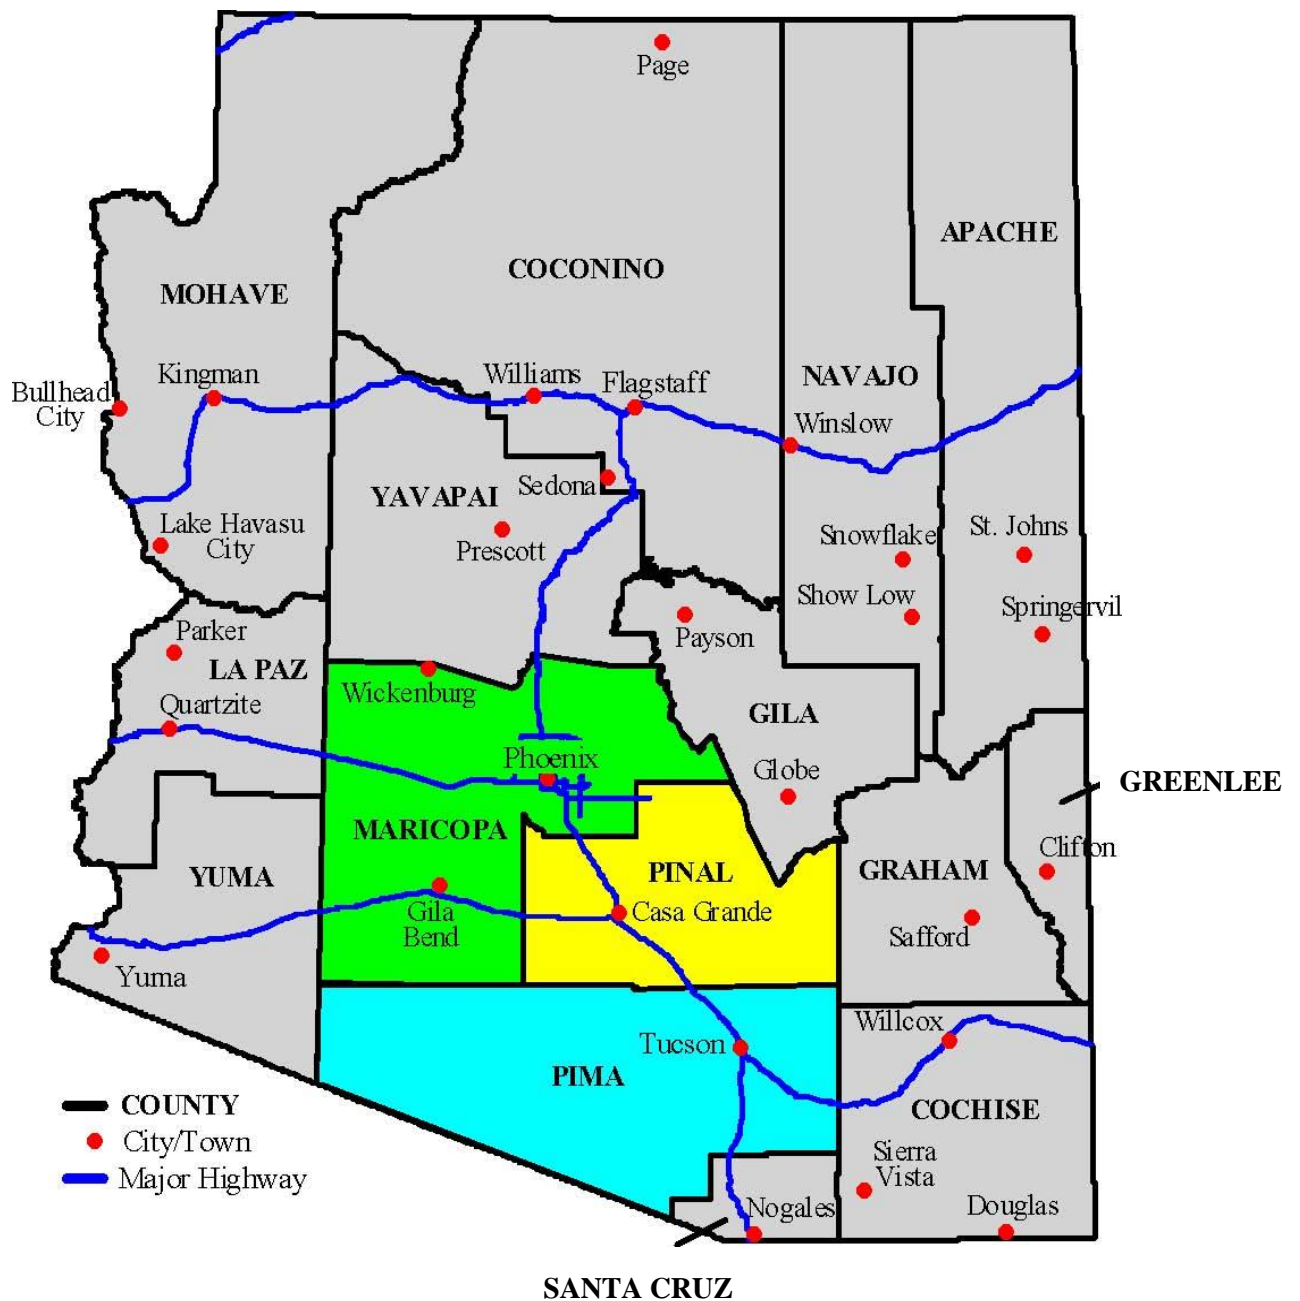 Page
APACHE
COCONINO
MOHAVE
Williams
Kingman
Flagstaff
NAVAJO
Bullhead
City
Winslow
Sedona
YAVAPAI
Lake Havasu
City
Prescott
Snowflake
St. Johns
Show Low
Springervil
Parker
Payson
LA PAZ
Wickenburg
Quartzite
GILA
Phoenix
Globe
GREENLEE
MARICOPA
Clifton
YUMA
PINAL
GRAHAM
Gila
Bend
Casa Grande
Safford
Yuma
Willcox
Tucson
PIMA
COUNTY
COCHISE
City/Town
Sierra
Vista
Major Highway
Nogales
Douglas
SANTA CRUZ